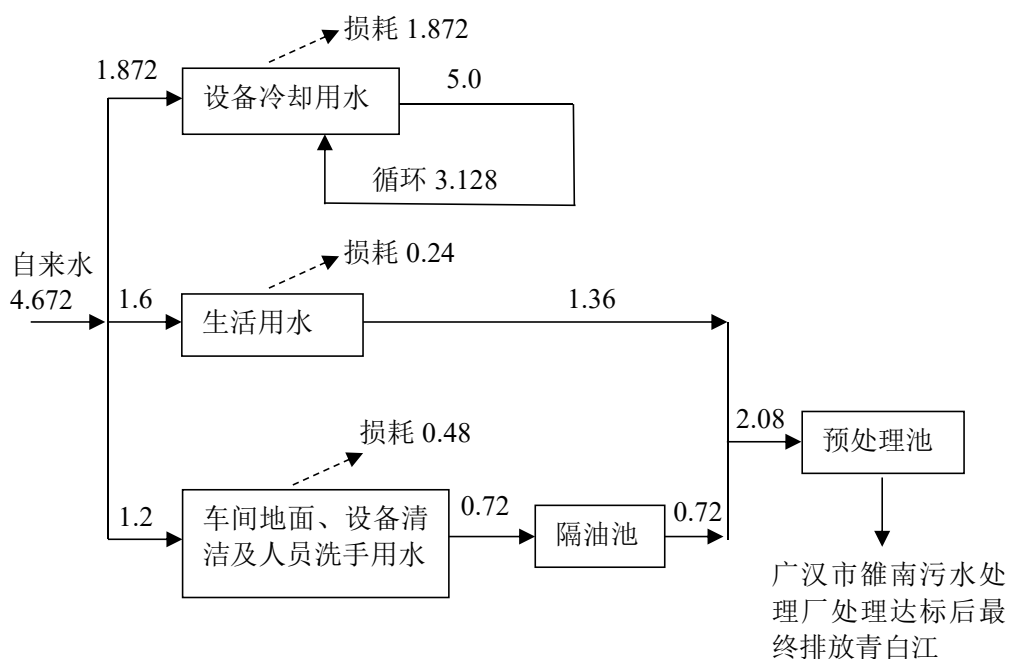 损耗 1.872
1.872
设备冷却用水
5.0
循环 3.128
自来水
4.672
损耗 0.24
1.6
生活用水
1.36
损耗 0.48
1.2
车间地面、设备清
洁及人员洗手用水
0.72
隔油池
0.72
2.08
预处理池
广汉市雒南污水处
理厂处理达标后最
终排放青白江